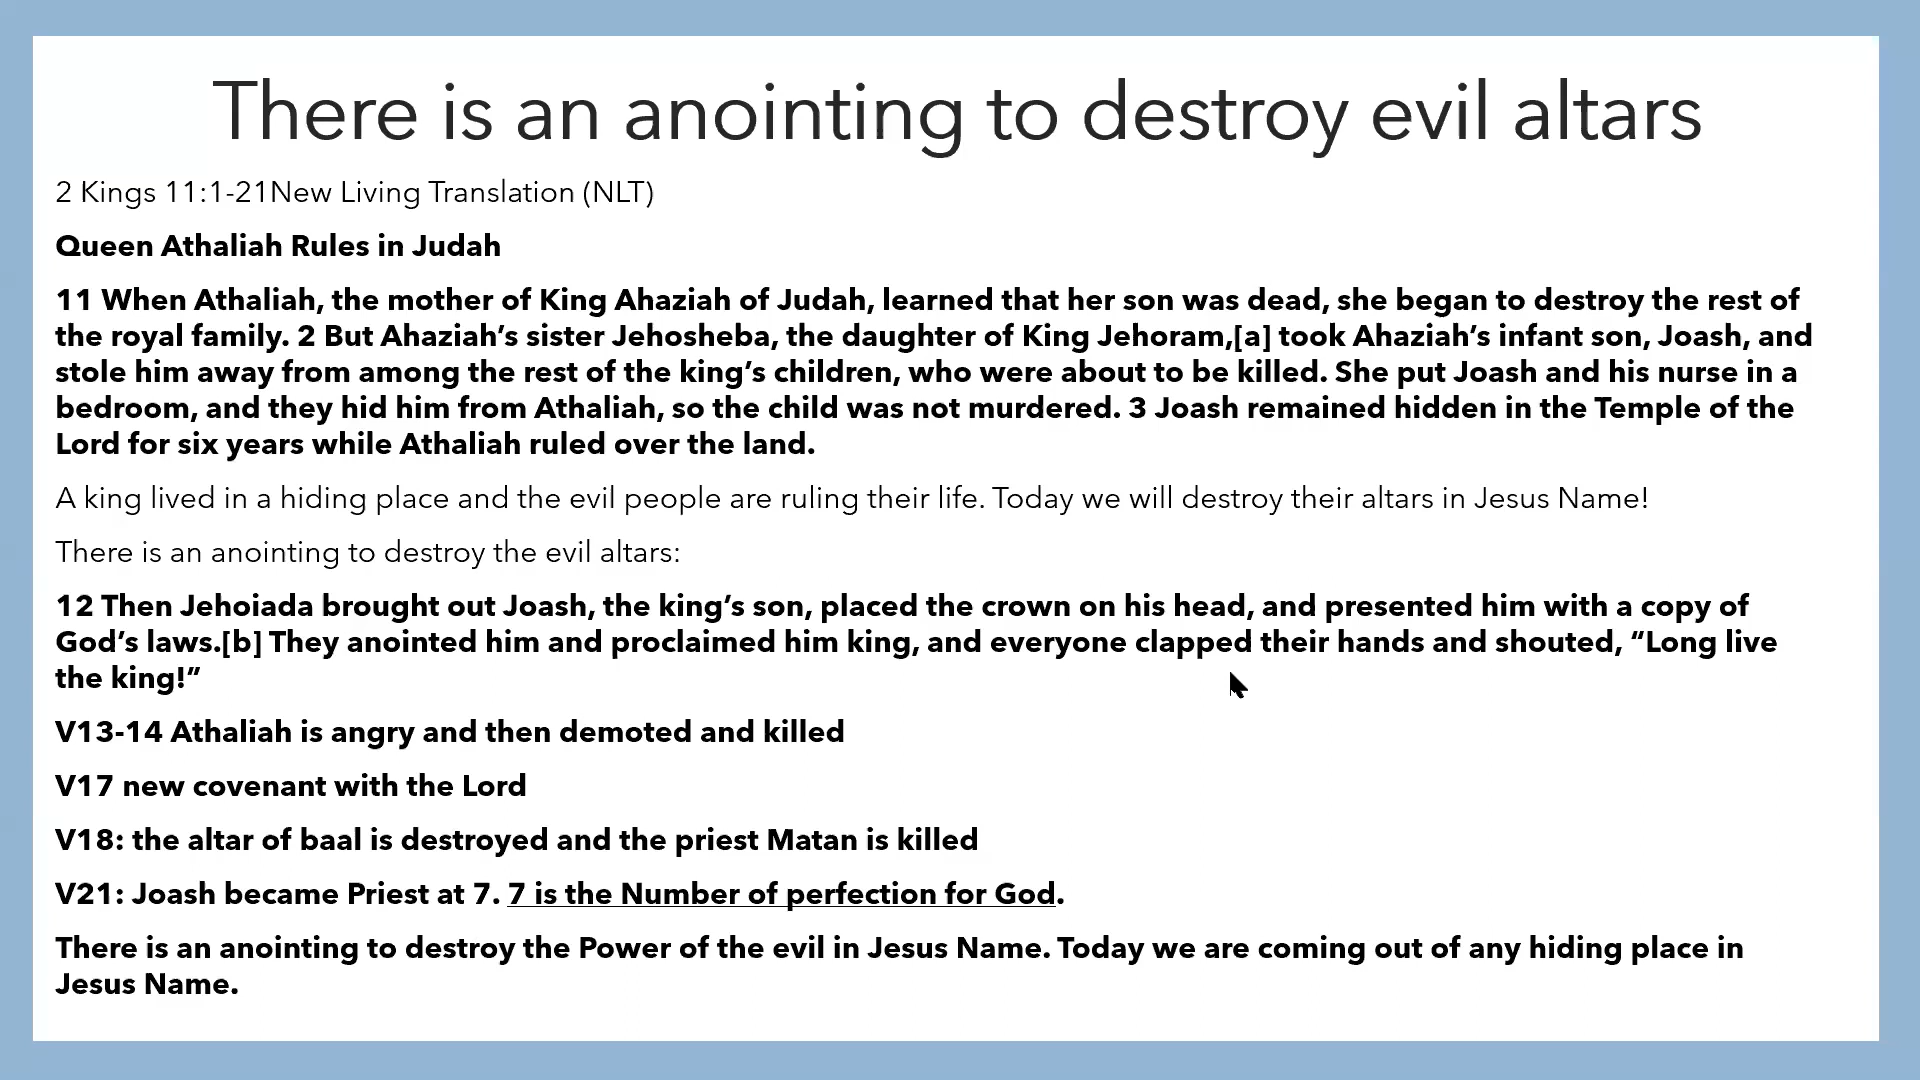 There is an anointing to destroy evil altars
2 Kings 11:1-21New Living Translation (NLT)
Queen Athaliah Rules in Judah
11 When Athaliah, the mother of King Ahaziah of Judah, learned that her son was dead, she began to destroy the rest of
the royal family. 2 But Ahaziah’s sister Jehosheba, the daughter of King Jehoram,[a] took Ahaziah’s infant son, Joash, and
stole him away from among the rest of the king’s children, who were about to be killed. She put Joash and his nurse in a
bedroom, and they hid him from Athaliah, so the child was not murdered. 3 Joash remained hidden in the Temple of the
Lord for six years while Athaliah ruled over the land.
A king lived in a hiding place and the evil people are ruling their life. Today we will destroy their altars in Jesus Name!
There is an anointing to destroy the evil altars:
12 Then Jehoiada brought out Joash, the king’s son, placed the crown on his head, and presented him with a copy of
God’s laws.[b] They anointed him and proclaimed him king, and everyone clapped their hands and shouted, “Long live
the king!”
V13-14 Athaliah is angry and then demoted and killed
V17 new covenant with the Lord
V18: the altar of baal is destroyed and the priest Matan is killed
V21: Joash became Priest at 7. 7 is the Number of perfection for God.
There is an anointing to destroy the Power of the evil in Jesus Name. Today we are coming out of any hiding place in
Jesus Name.